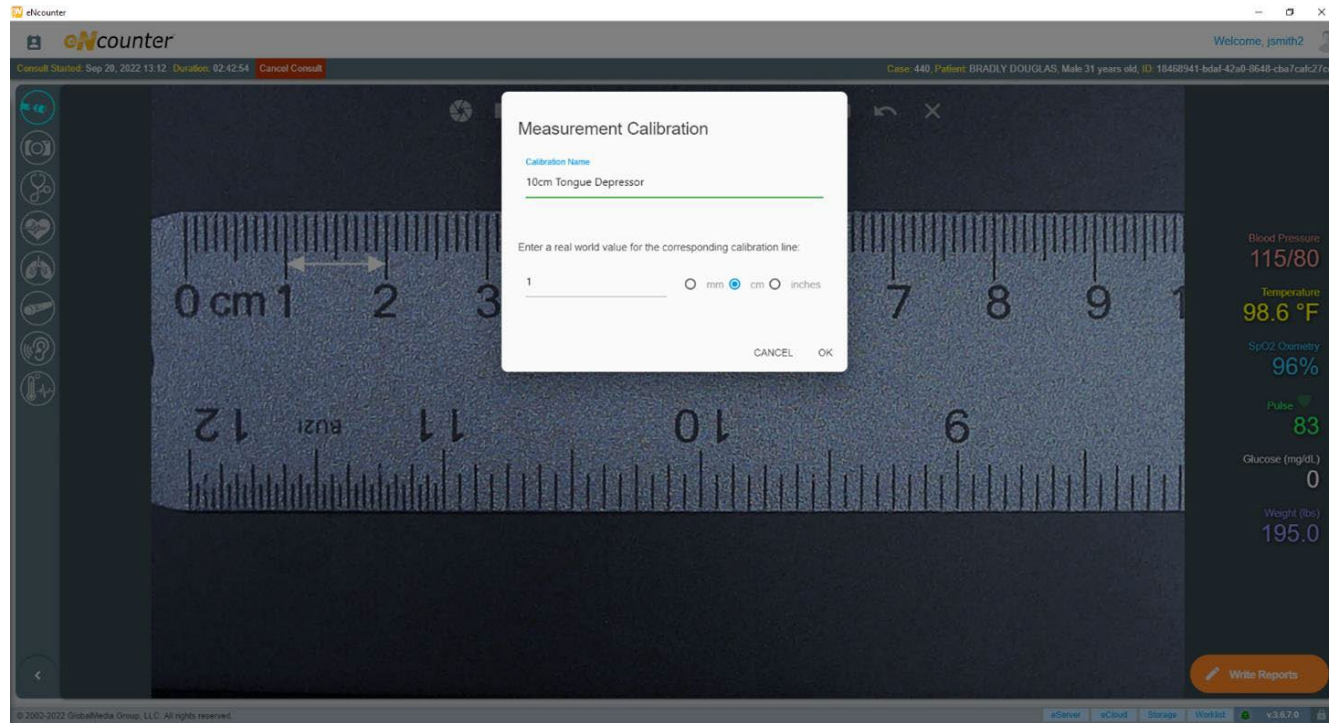 eNcounter
eNcounter
Welcome, jsmith2
Consult Started: Sep 20, 2022 13:12 Duration: 02:42:54 Cancel Consult
Case: 440, Patient: BRADLY DOUGLAS, Male 31 years old, ID: 18468941-bdaf-42a0-8648-cba7cafc27c
Measurement Calibration
Calibration Name
10cm Tongue Depressor
Enter a real world value for the corresponding calibration line:
1 mm cm inches
CANCEL OK
0 cm 1 2 3 7 8 9 1
12 BU21 11 10 9
Blood Pressure
115/80
Temperature
98.6 °F
SpO2 Oximetry
96%
Pulse
83
Glucose (mg/dL)
0
Weight (lbs)
195.0
Write Reports
© 2002-2022 GlobalMedia Group, LLC. All rights reserved.
eServer eCloud Storage Worklist v.3.6.7.0